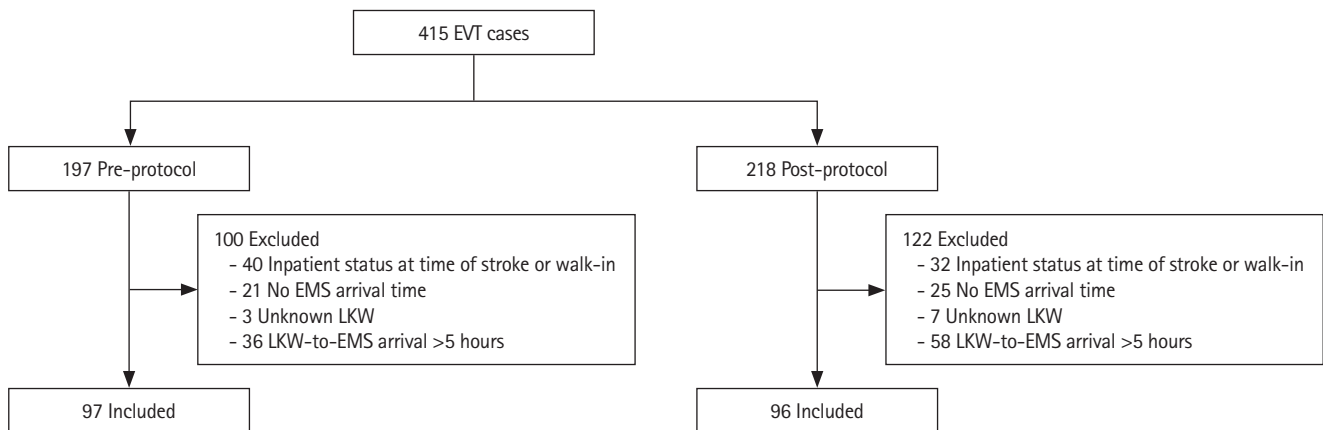 415 EVT cases
197 Pre-protocol
218 Post-protocol
100 Excluded
- 40 Inpatient status at time of stroke or walk-in
- 21 No EMS arrival time
- 3 Unknown LKW
- 36 LKW-to-EMS arrival >5 hours
122 Excluded
- 32 Inpatient status at time of stroke or walk-in
- 25 No EMS arrival time
- 7 Unknown LKW
- 58 LKW-to-EMS arrival >5 hours
97 Included
96 Included